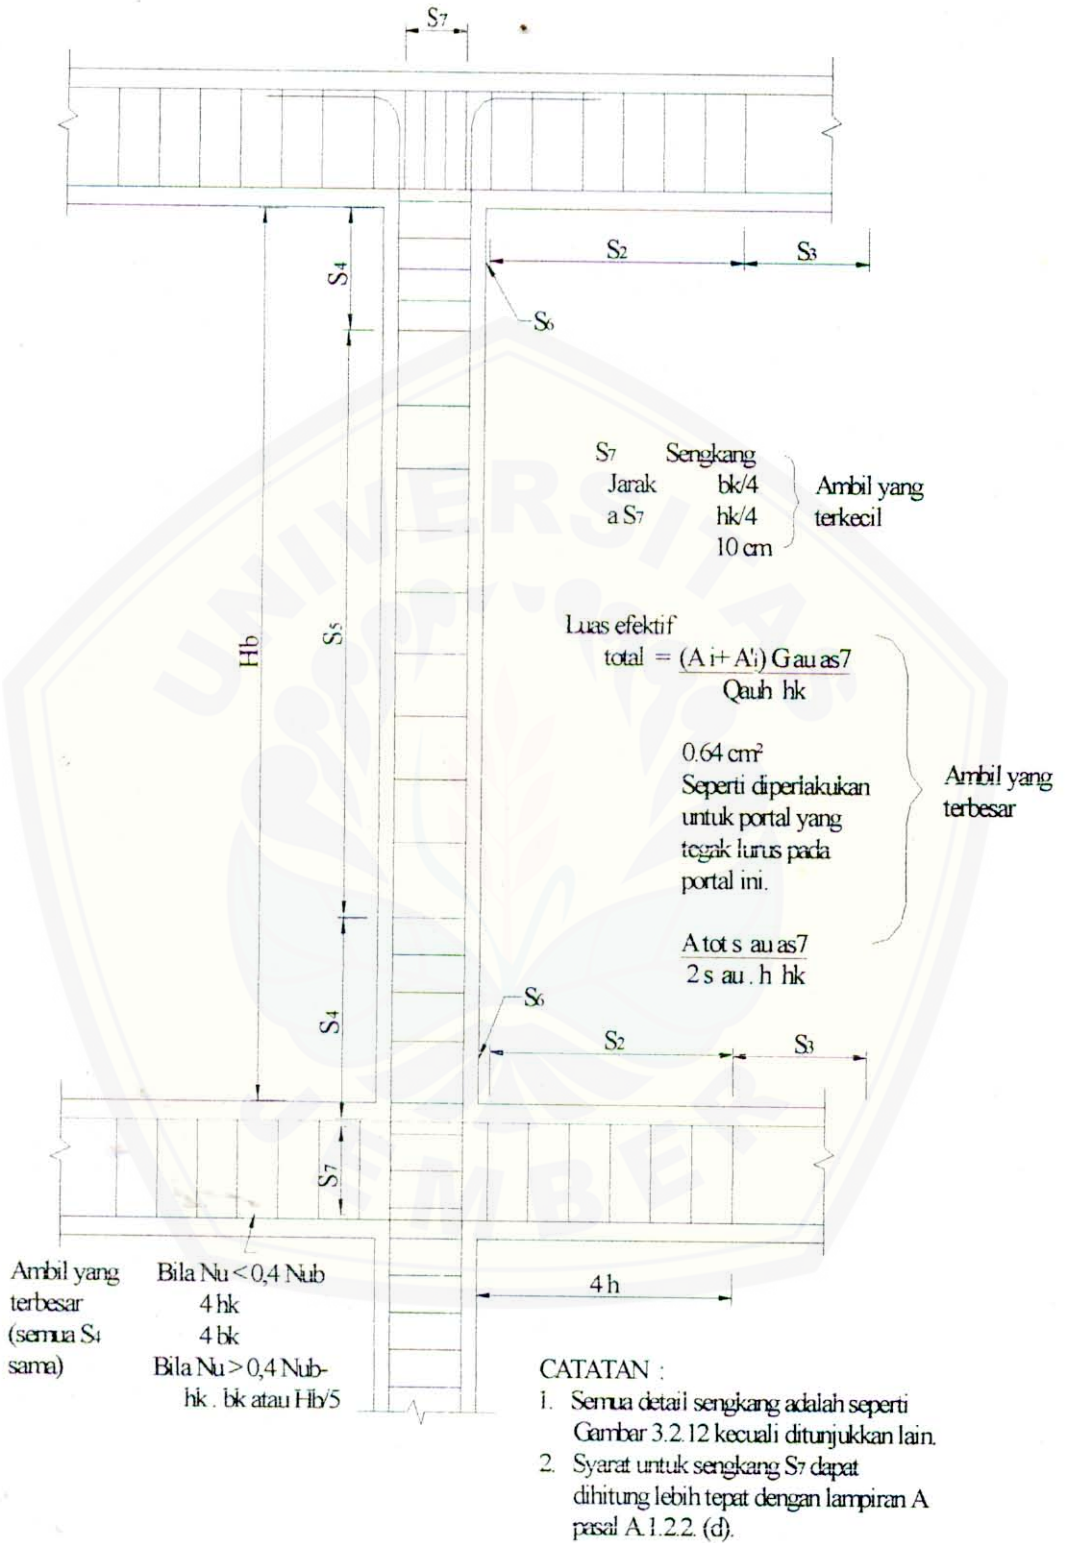 S7
S4
S2 S3
S6
S7 Sengkang
Jarak bk/4
a S7 hk/4
10 cm
Ambil yang
terkecil
Hb
S5
Luas efektif
total = (A i+ A'i) G au as7
Qauh hk
0.64 cm²
Seperti diperlakukan
untuk portal yang
tegak lurus pada
portal ini.
A tot s au as7
2 s au . h hk
Ambil yang
terbesar
S4
S6
S2 S3
S7
Ambil yang
terbesar
(semua S4
sama)
Bila Nu < 0,4 Nub
4 hk
4 bk
Bila Nu > 0,4 Nub-
hk . bk atau Hb/5
4 h
CATATAN :
1. Semua detail sengkang adalah seperti
Gambar 3.2.12 kecuali ditunjukkan lain.
2. Syarat untuk sengkang S7 dapat
dihitung lebih tepat dengan lampiran A
pasal A.1.2.2. (d).
UNIVERSITAS
JEMBER